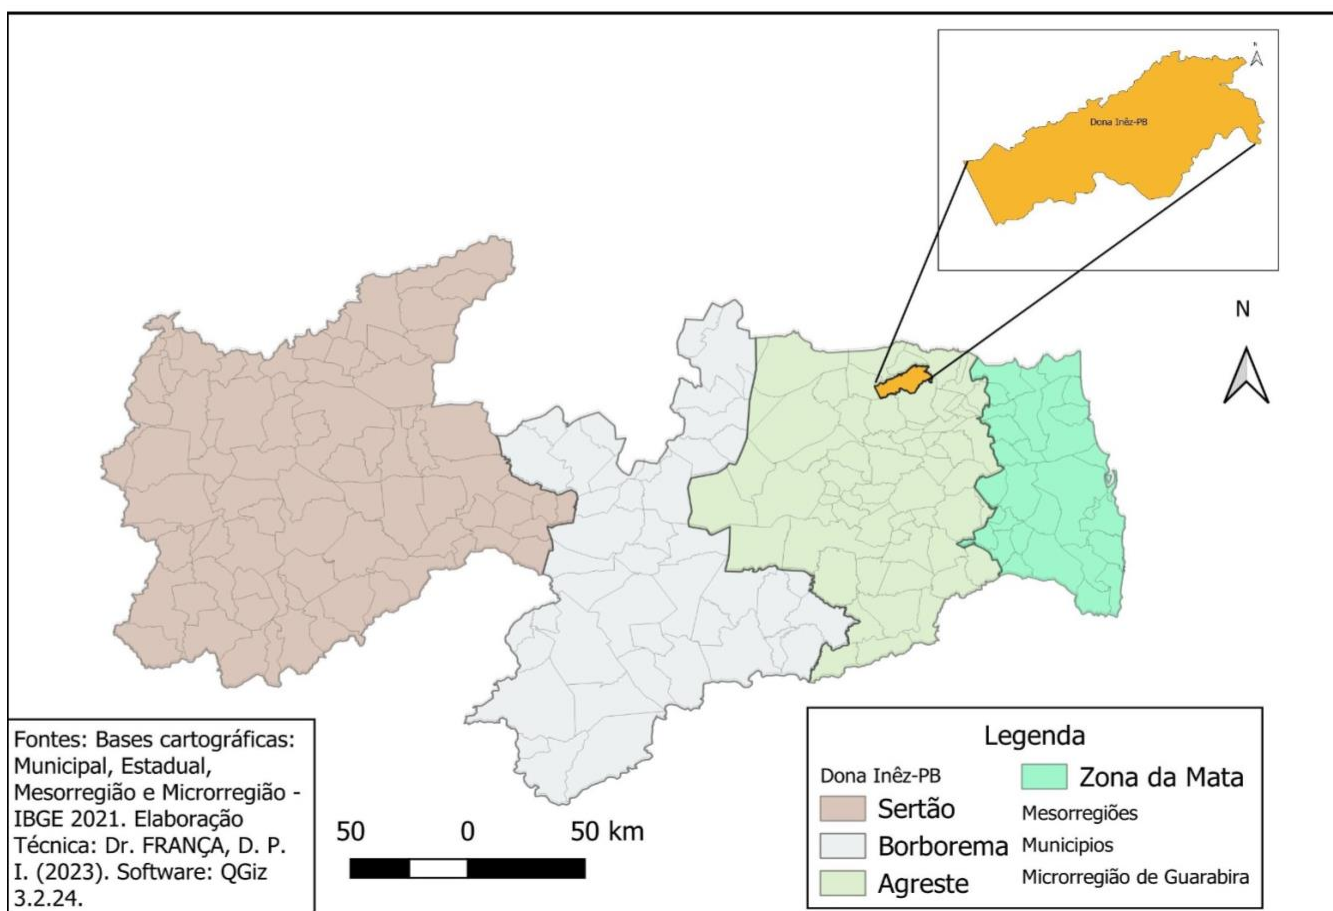 N
Dona Inêz-PB
N
Fontes: Bases cartográficas:
Municipal, Estadual,
Mesorregião e Microrregião -
IBGE 2021. Elaboração
Técnica: Dr. FRANÇA, D. P.
I. (2023). Software: QGiz
3.2.24.
50 0 50 km
Legenda
Dona Inêz-PB
Sertão
Borborema
Agreste
Zona da Mata
Mesorregiões
Municipios
Microrregião de Guarabira